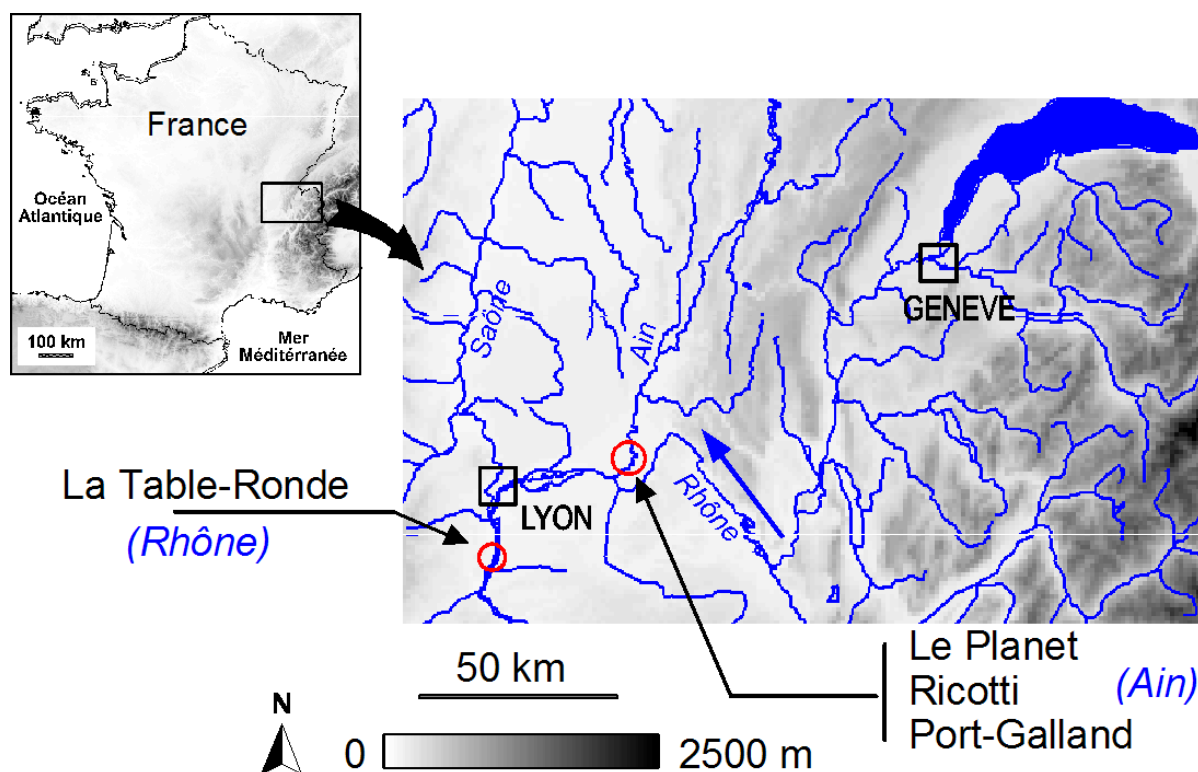 France
Océan
Atlantique
100 km
Mer
Méditérranée
Saône
Ain
GENEVE
Rhône
LYON
La Table-Ronde
(Rhône)
50 km
Le Planet
Ricotti
Port-Galland
(Ain)
N
0
2500 m